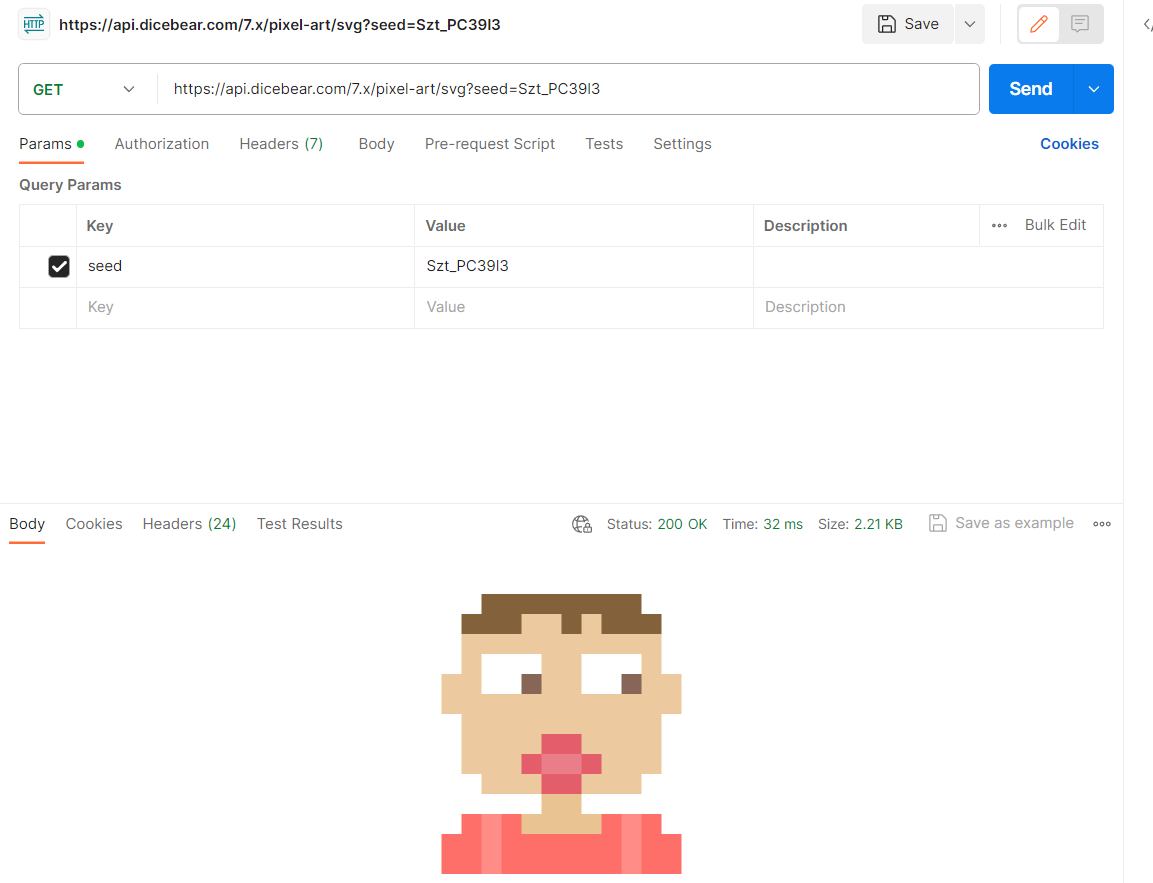 HTTP https://api.dicebear.com/7.x/pixel-art/svg?seed=Szt_PC39I3 Save
GET https://api.dicebear.com/7.x/pixel-art/svg?seed=Szt_PC39I3 Send
Params Authorization Headers (7) Body Pre-request Script Tests Settings Cookies
Query Params
Key Value Description Bulk Edit
seed Szt_PC39I3
Key Value Description
Body Cookies Headers (24) Test Results Status: 200 OK Time: 32 ms Size: 2.21 KB Save as example